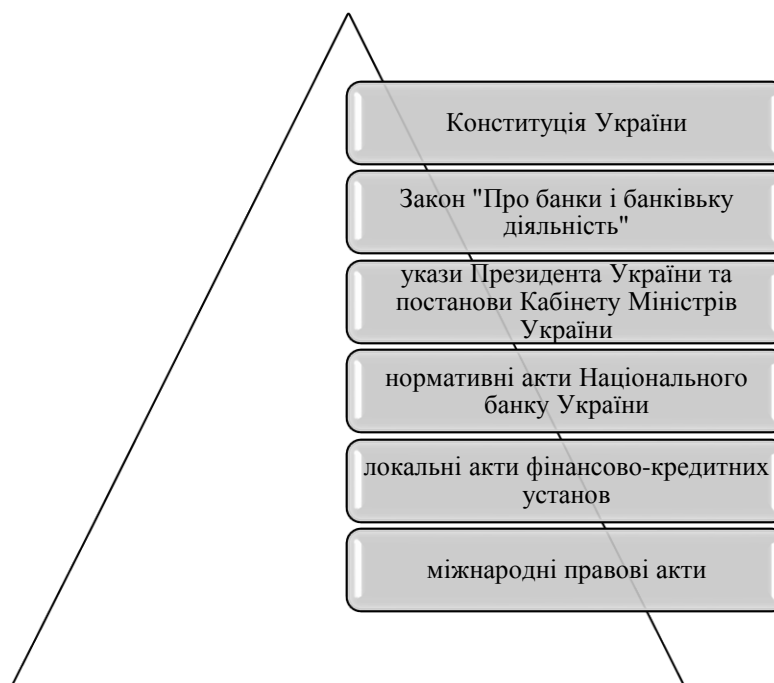 Конституція України
Закон "Про банки і банківьку
діяльність"
укази Президента України та
постанови Кабінету Міністрів
України
нормативні акти Національного
банку України
локальні акти фінансово-кредитних
установ
міжнародні правові акти